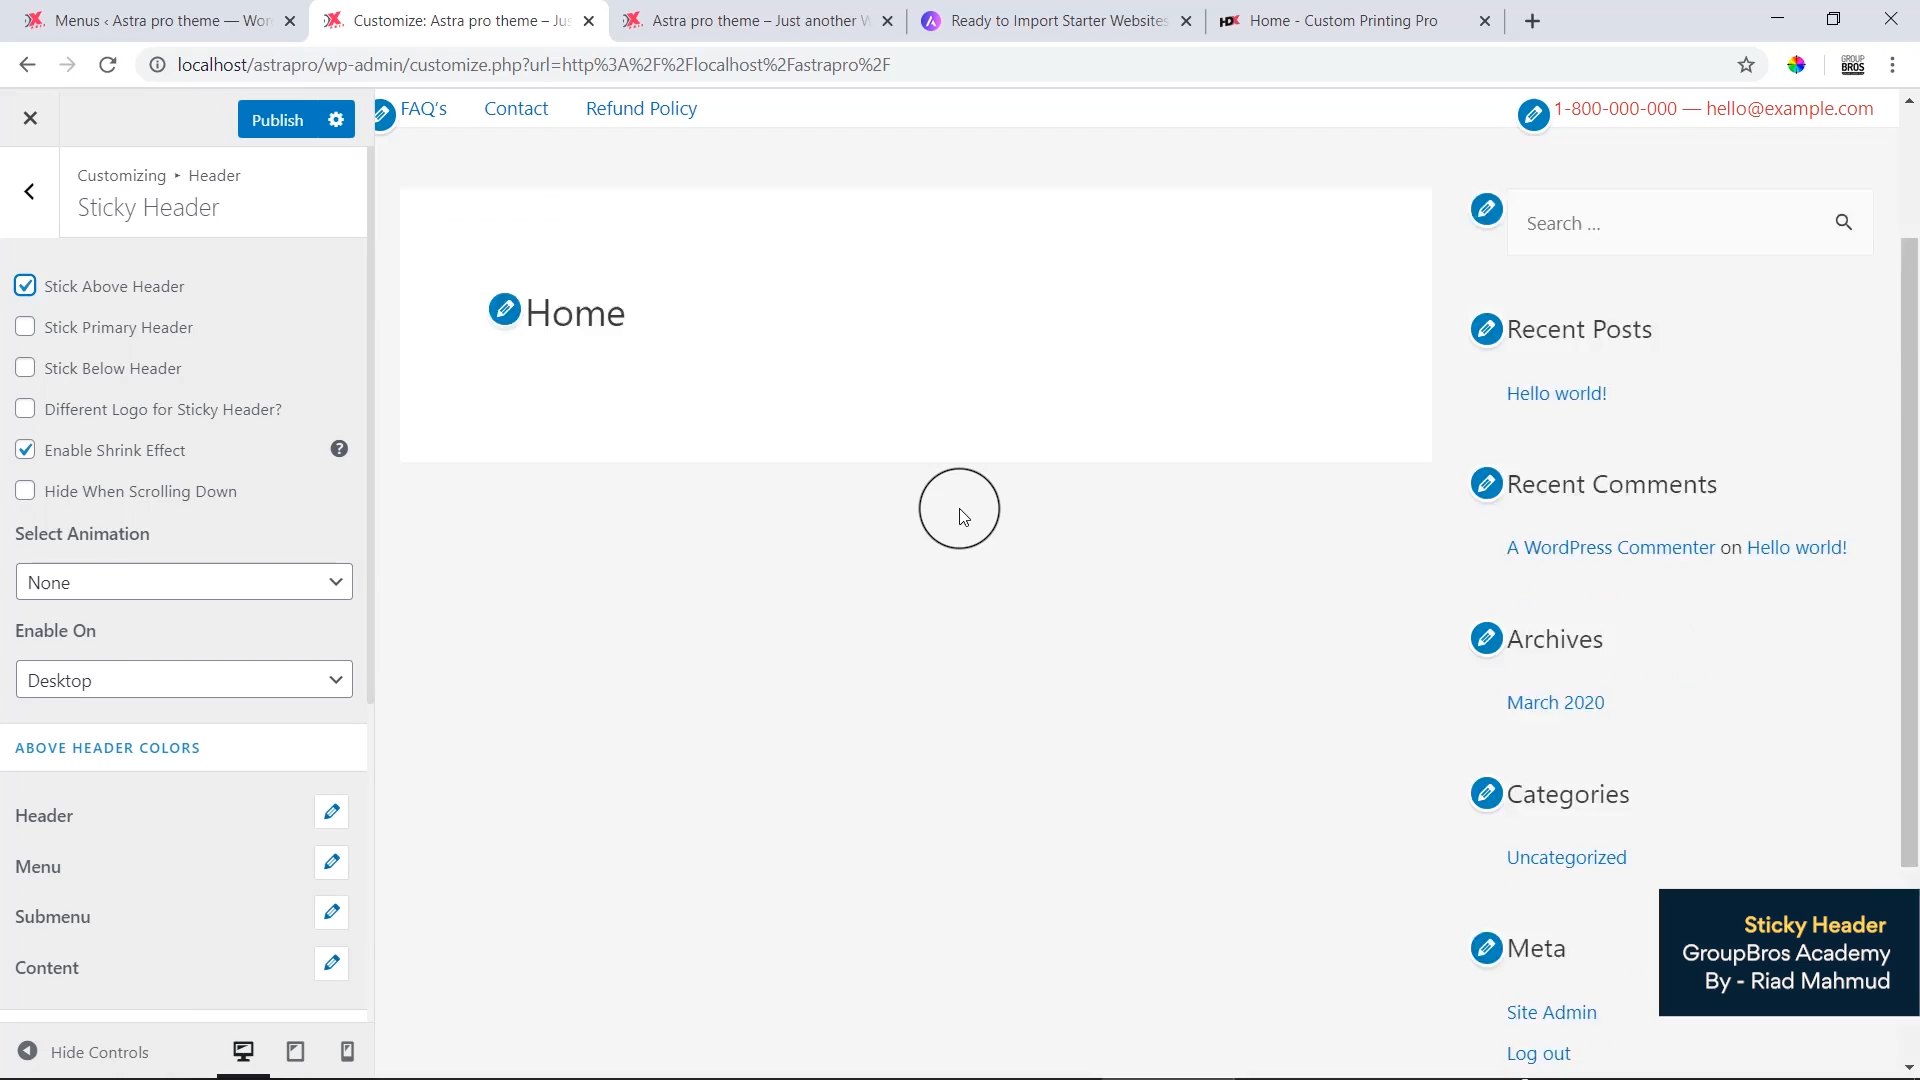 Menus ‹ Astra pro theme — Wor
Customize: Astra pro theme – Jus
Astra pro theme – Just another W
Ready to Import Starter Websites
HDX Home - Custom Printing Pro
localhost/astrapro/wp-admin/customize.php?url=http%3A%2F%2Flocalhost%2Fastrapro%2F
GROUP
BROS
Publish
Customizing ▸ Header
Sticky Header
Stick Above Header
Stick Primary Header
Stick Below Header
Different Logo for Sticky Header?
Enable Shrink Effect
Hide When Scrolling Down
Select Animation
None
Enable On
Desktop
ABOVE HEADER COLORS
Header
Menu
Submenu
Content
Hide Controls
FAQ's Contact Refund Policy
1-800-000-000 — hello@example.com
Home
Search ...
Recent Posts
Hello world!
Recent Comments
A WordPress Commenter on Hello world!
Archives
March 2020
Categories
Uncategorized
Meta
Site Admin
Log out
Sticky Header
GroupBros Academy
By - Riad Mahmud